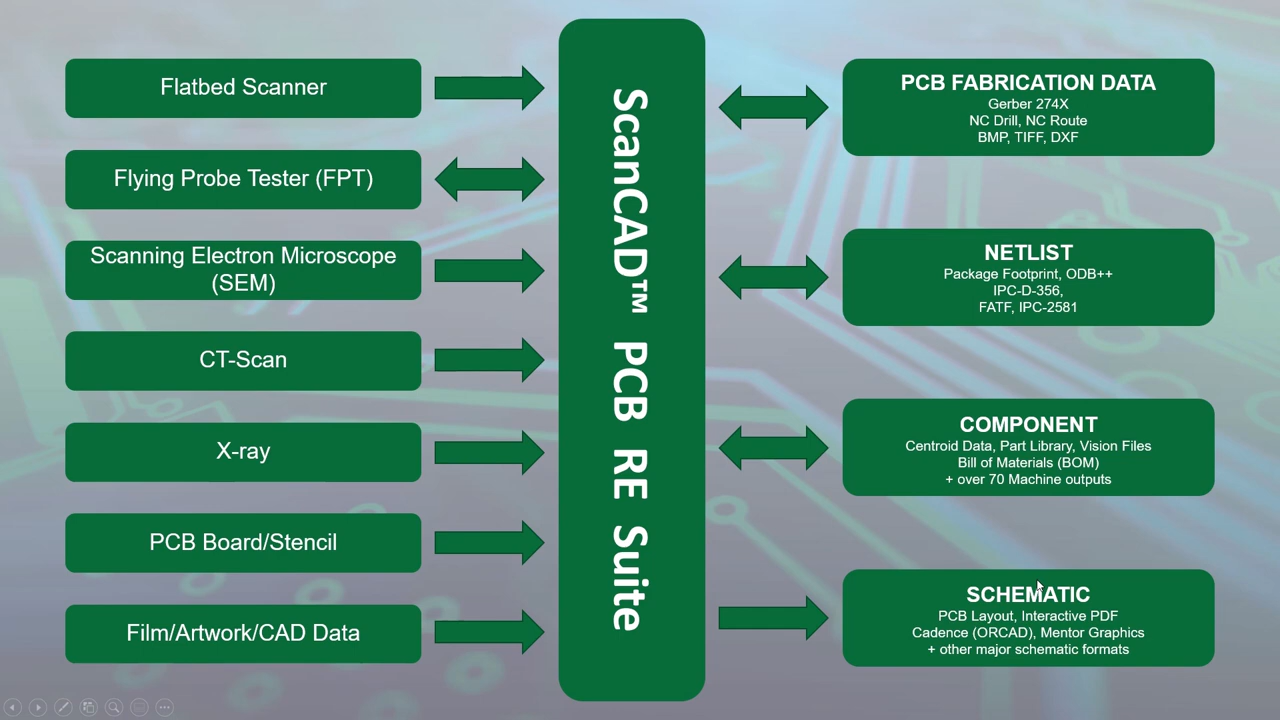 Flatbed Scanner
Flying Probe Tester (FPT)
Scanning Electron Microscope
(SEM)
CT-Scan
X-ray
PCB Board/Stencil
Film/Artwork/CAD Data
ScanCAD™ PCB RE Suite
PCB FABRICATION DATA
Gerber 274X
NC Drill, NC Route
BMP, TIFF, DXF
NETLIST
Package Footprint, ODB++
IPC-D-356,
FATF, IPC-2581
COMPONENT
Centroid Data, Part Library, Vision Files
Bill of Materials (BOM)
+ over 70 Machine outputs
SCHEMATIC
PCB Layout, Interactive PDF
Cadence (ORCAD), Mentor Graphics
+ other major schematic formats